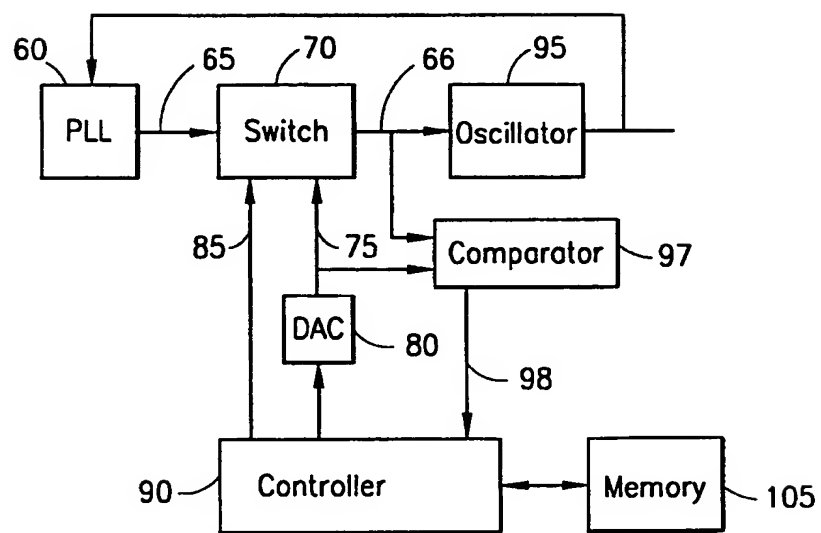 60
65
70
66
95
PLL
Switch
Oscillator
85
75
Comparator
97
DAC
80
98
90
Controller
Memory
105